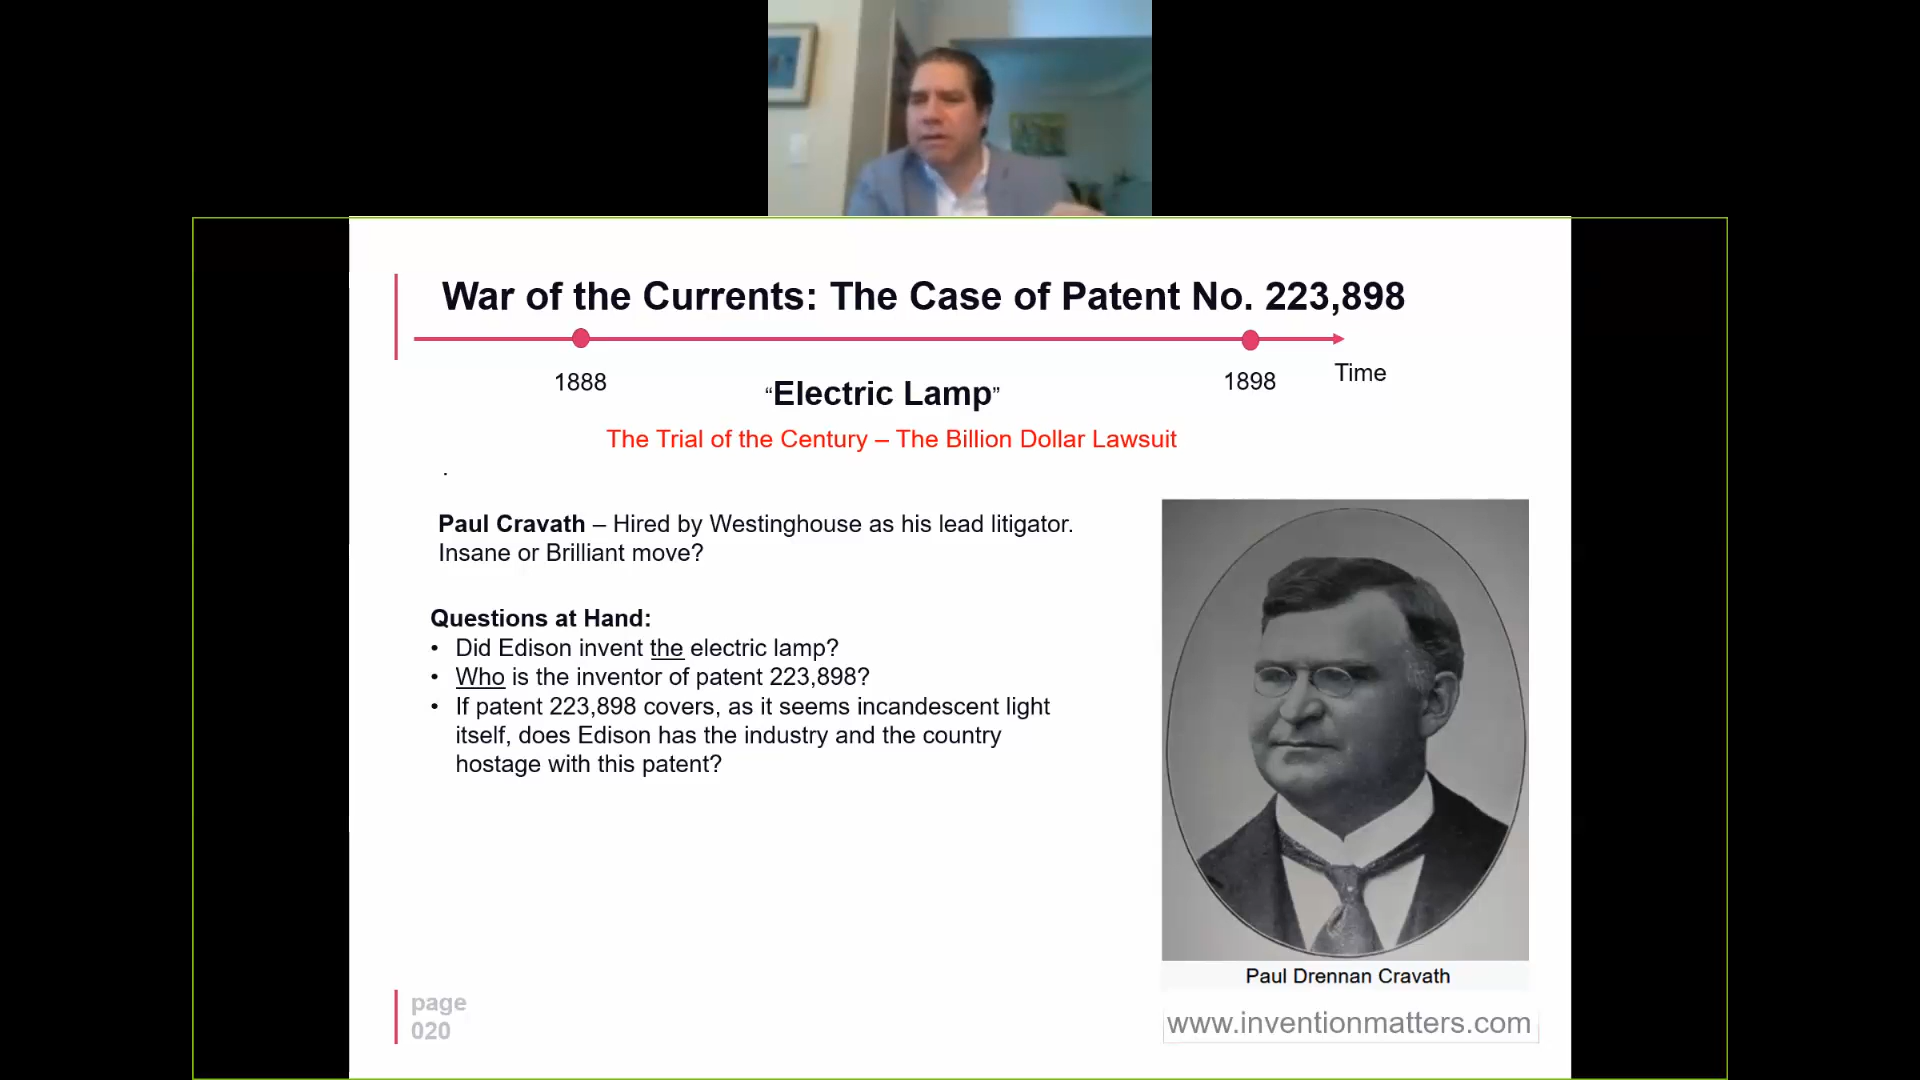 War of the Currents: The Case of Patent No. 223,898
1888
1898
Time
“Electric Lamp”
The Trial of the Century – The Billion Dollar Lawsuit
.
Paul Cravath – Hired by Westinghouse as his lead litigator.
Insane or Brilliant move?
Questions at Hand:
• Did Edison invent the electric lamp?
• Who is the inventor of patent 223,898?
• If patent 223,898 covers, as it seems incandescent light
itself, does Edison has the industry and the country
hostage with this patent?
Paul Drennan Cravath
page
020
www.inventionmatters.com